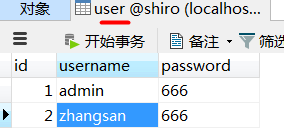 对象 user @shiro (localhos...
开始事务 备注 筛选
id username password
1 admin 666
2 zhangsan 666